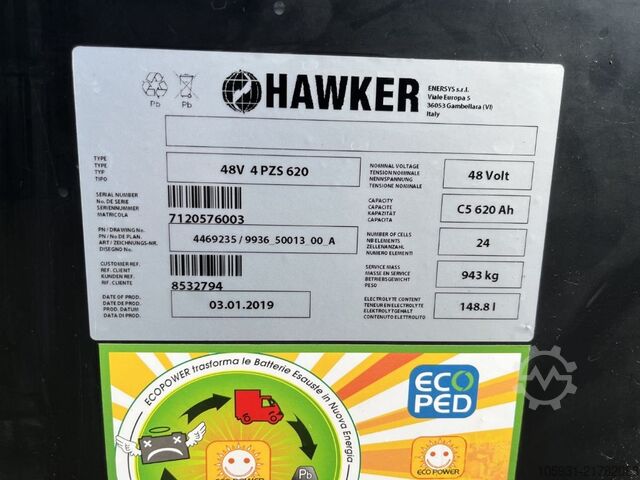 Pb Pb
HAWKER
ENERSYS s.r.l.
Viale Europa 5
36053 Gambellara (VI)
Italy
TYPE
TYPE
TYP
TIPO
48V 4 PZS 620
NOMINAL VOLTAGE
TENSION NOMINALE
NENNSPANNUNG
TENSIONE NOMINALE
48 Volt
SERIAL NUMBER
No. DE SERIE
SERIENNUMMER
MATRICOLA
7120576003
CAPACITY
CAPACITE
KAPAZITÄT
CAPACITA
C5 620 Ah
PN / DRAWING No.
PN / No DE PLAN.
ART / ZEICHNUNGS-NR.
DISEGNO No.
4469235 / 9936_50013_00_A
NUMBER OF CELLS
NB ELEMENTS
ZELLENANZAHL
NUMERO ELEMENTI
24
CUSTOMER REF.
REF. CLIENT
KUNDEN REF.
RIF. CLIENTE
8532794
SERVICE MASS
MASSE EN SERVICE
BETRIEBSGEWICHT
PESO
943 kg
DATE OF PROD.
DATE DE PROD.
PROD. DATUM
DATA DI PROD.
03.01.2019
ELECTROLYTE CONTENT
TENEUR EN ELECTROLYTE
ELEKTROLYTGEHALT
CONTENUTO ELETTROLITO
148.8 l
ECOPOWER trasforma le Batterie Esauste in Nuova Energia
ECO
PED
ECO POWER
Pb
ECO POWER